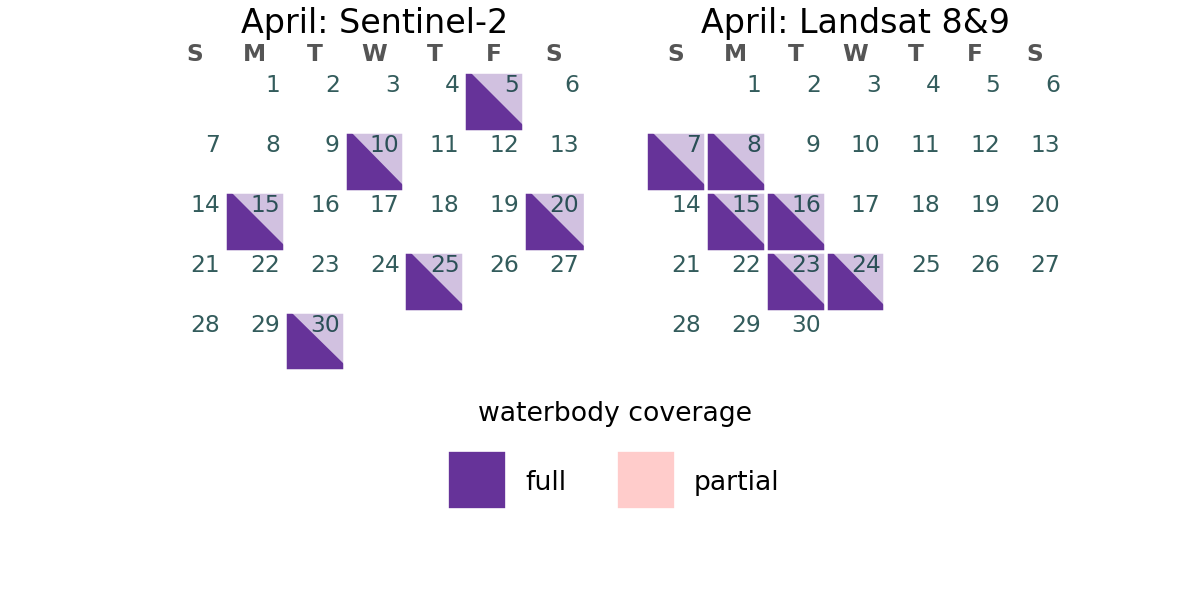 April: Sentinel-2
S M T W T F S
1 2 3 4 5 6
7 8 9 10 11 12 13
14 15 16 17 18 19 20
21 22 23 24 25 26 27
28 29 30
April: Landsat 8&9
S M T W T F S
1 2 3 4 5 6
7 8 9 10 11 12 13
14 15 16 17 18 19 20
21 22 23 24 25 26 27
28 29 30
waterbody coverage
full partial